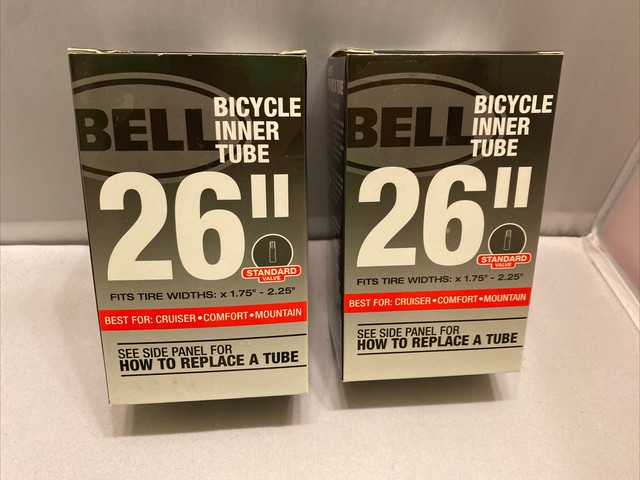 BELL
BICYCLE
INNER
TUBE
26"
STANDARD
VALVE
FITS TIRE WIDTHS: x 1.75" - 2.25"
BEST FOR: CRUISER • COMFORT • MOUNTAIN
SEE SIDE PANEL FOR
HOW TO REPLACE A TUBE
BELL
BICYCLE
INNER
TUBE
26"
STANDARD
VALVE
FITS TIRE WIDTHS: x 1.75" - 2.25"
BEST FOR: CRUISER • COMFORT • MOUNTAIN
SEE SIDE PANEL FOR
HOW TO REPLACE A TUBE